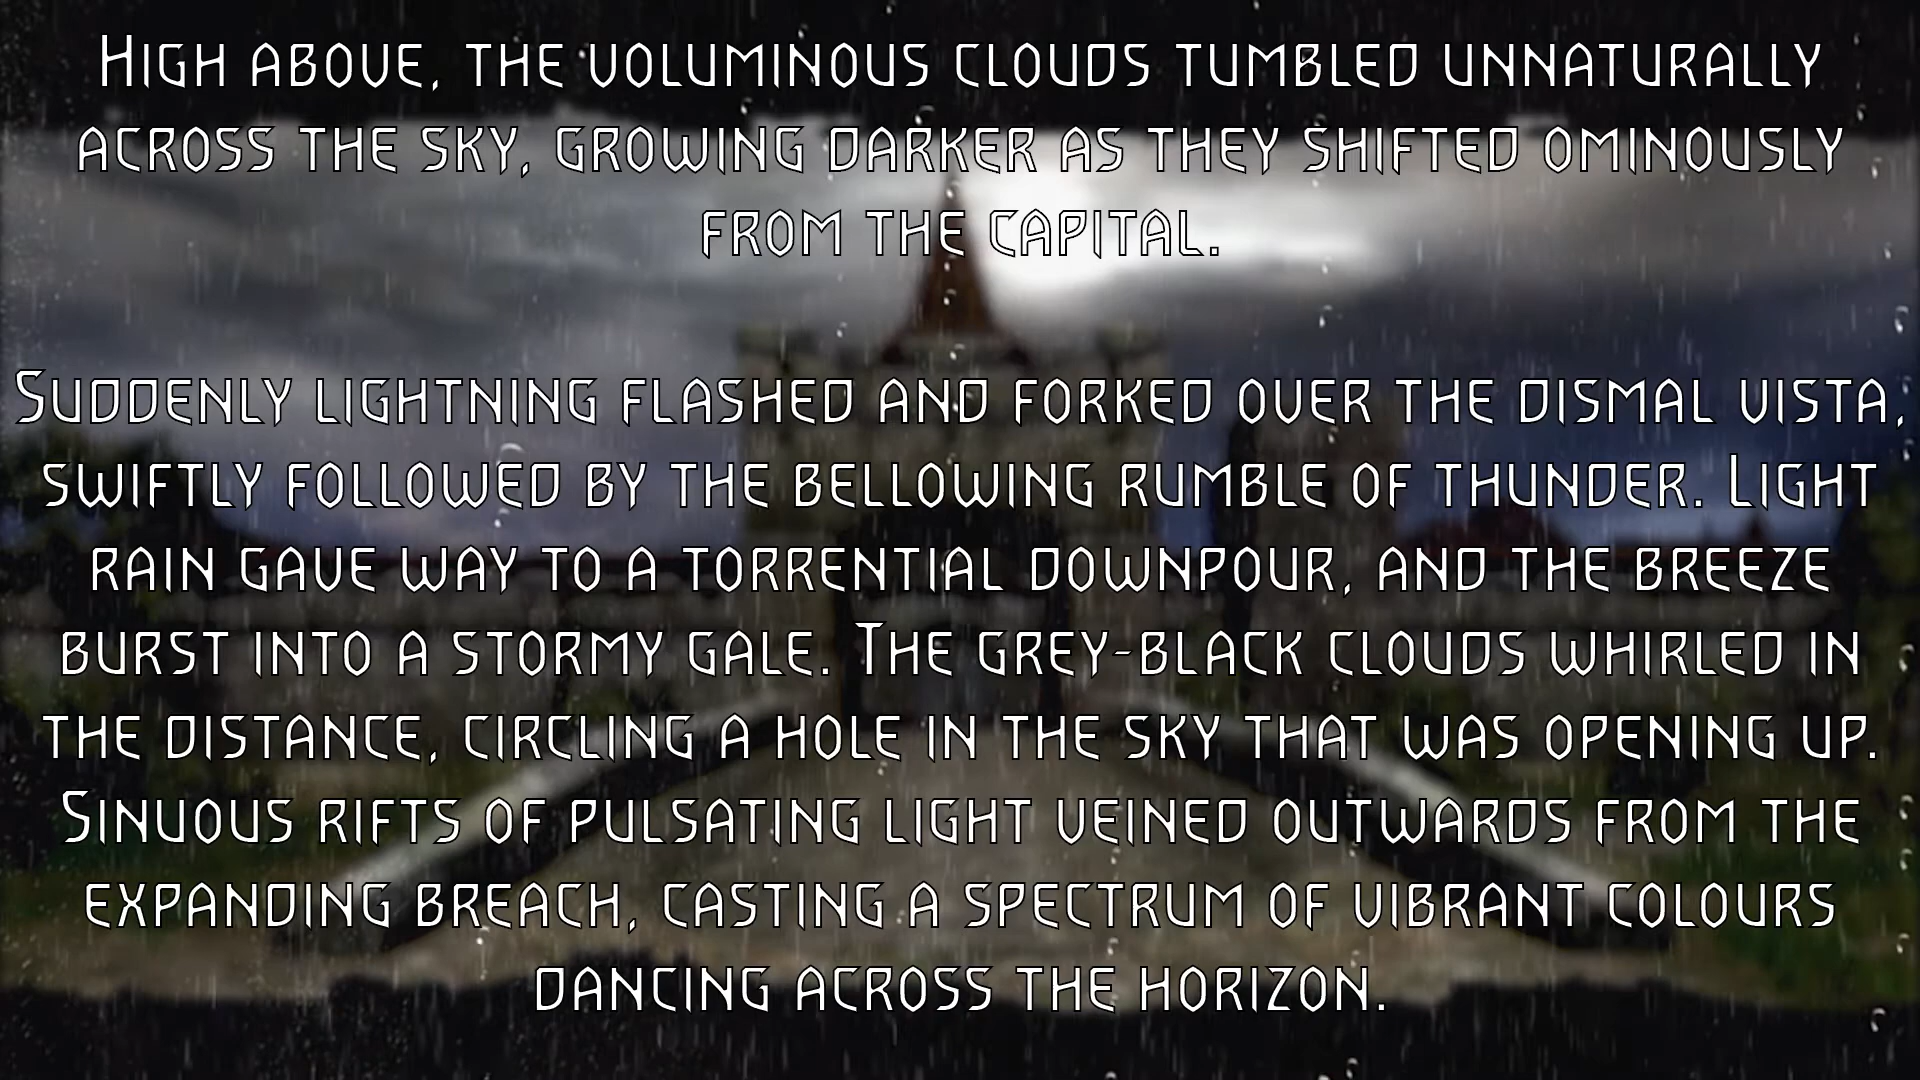 High above, the voluminous clouds tumbled unnaturally
across the sky, growing darker as they shifted ominously
from the capital.
Suddenly lightning flashed and forked over the dismal vista,
swiftly followed by the bellowing rumble of thunder. Light
rain gave way to a torrential downpour, and the breeze
burst into a stormy gale. The grey-black clouds whirled in
the distance, circling a hole in the sky that was opening up.
Sinuous rifts of pulsating light veined outwards from the
expanding breach, casting a spectrum of vibrant colours
dancing across the horizon.